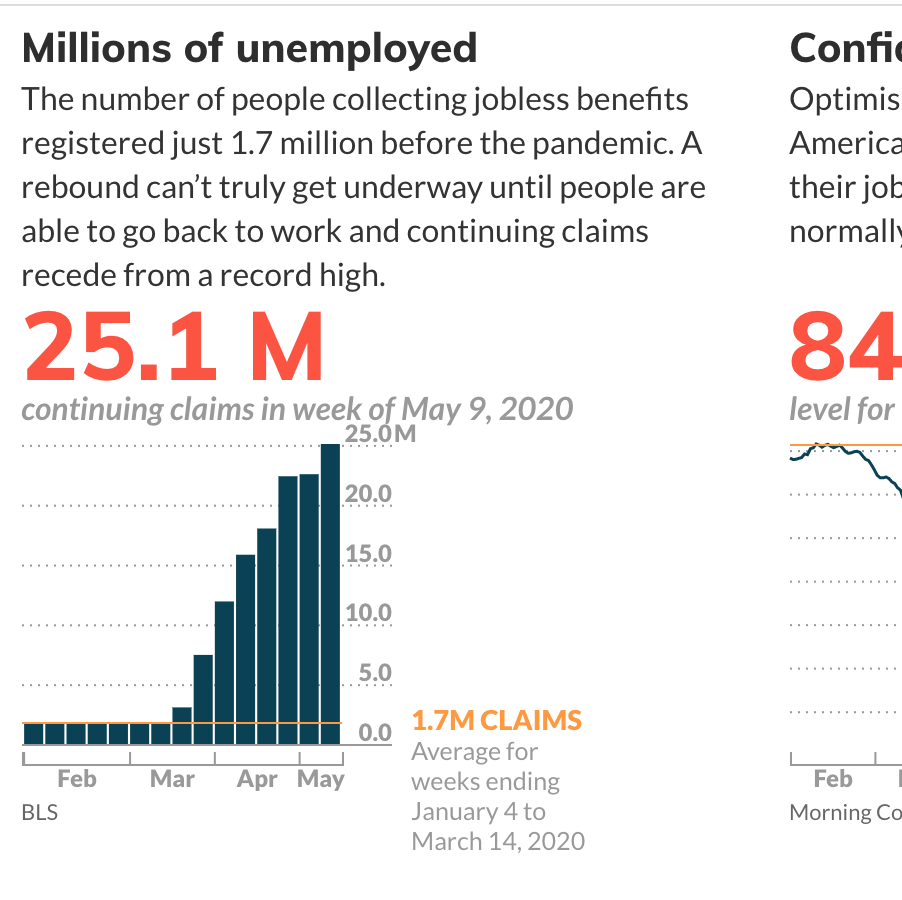 Millions of unemployed
The number of people collecting jobless benefits
registered just 1.7 million before the pandemic. A
rebound can’t truly get underway until people are
able to go back to work and continuing claims
recede from a record high.
25.1 M
continuing claims in week of May 9, 2020
25.0M
20.0
15.0
10.0
5.0
0.0
Feb Mar Apr May
BLS
1.7M CLAIMS
Average for
weeks ending
January 4 to
March 14, 2020
their
84
level for
Feb
Morning